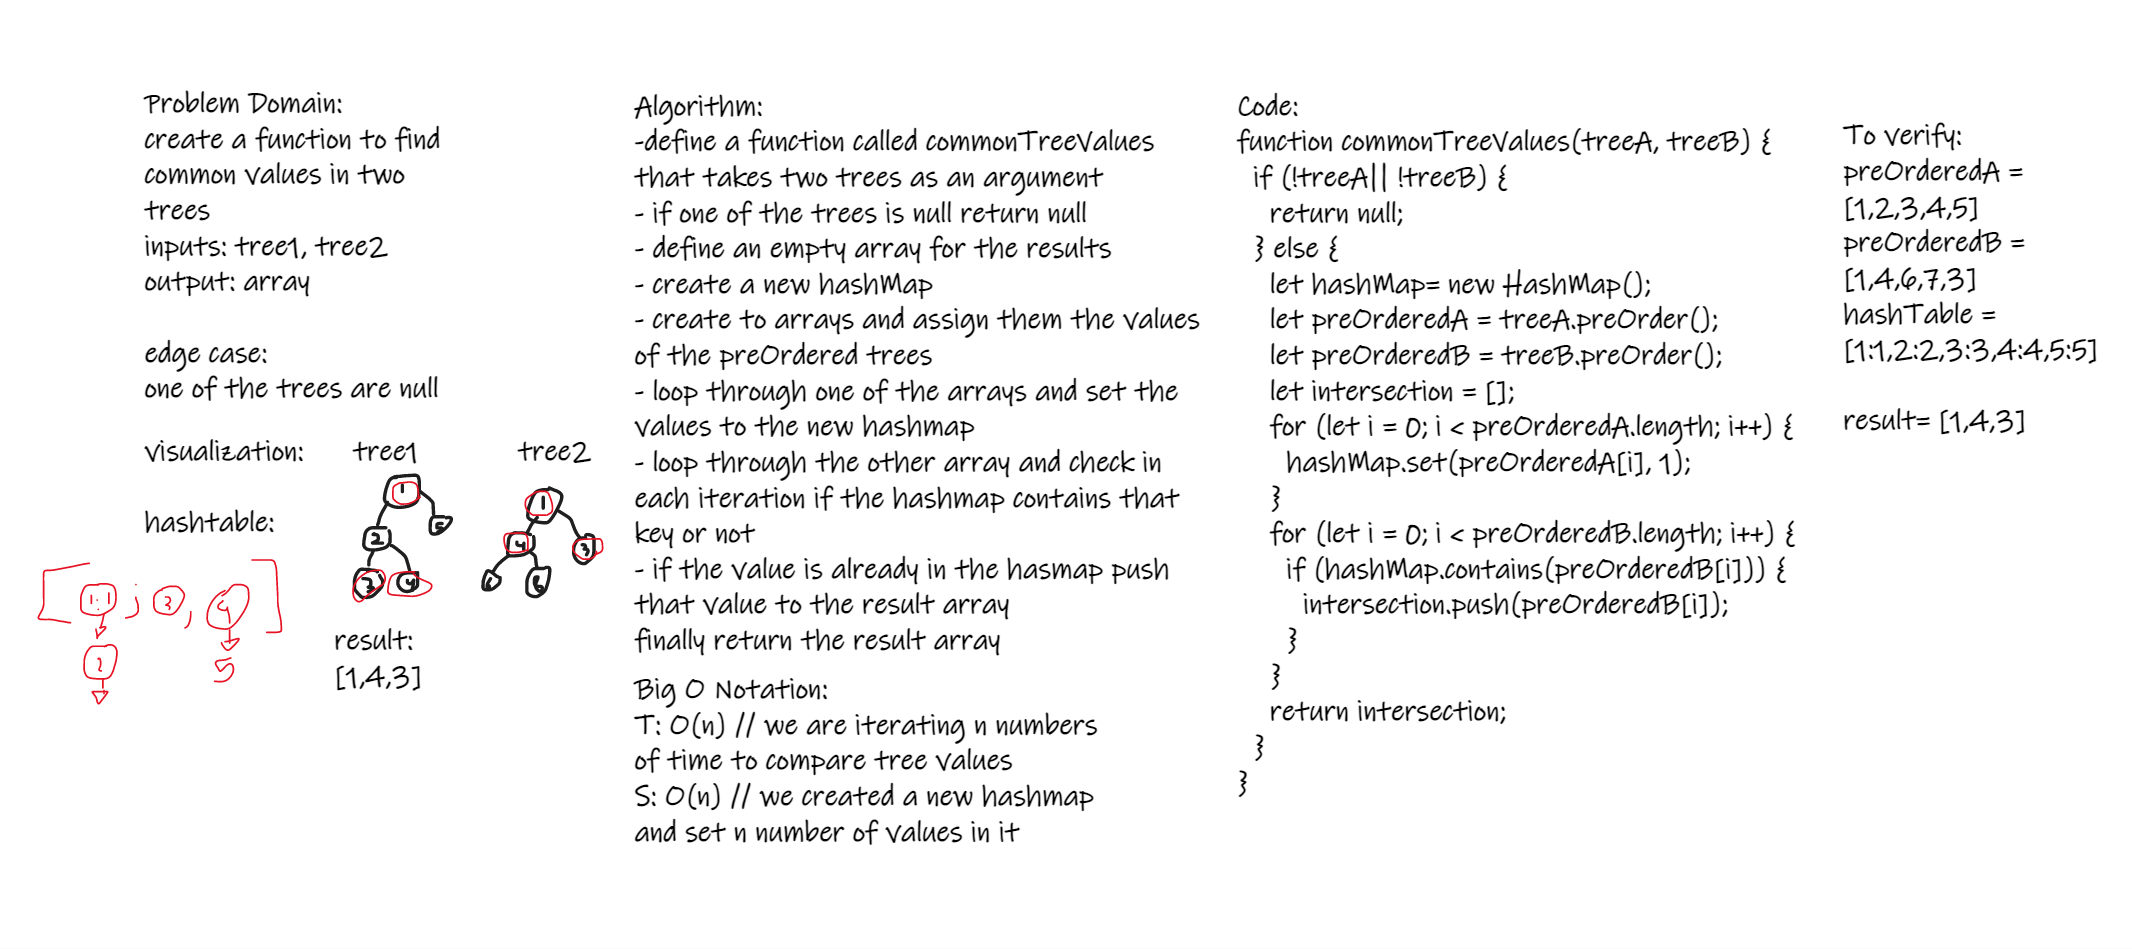 Problem Domain:
create a function to find
common values in two
trees
inputs: tree1, tree2
output: array
edge case:
one of the trees are null
visualization:
tree1
tree2
1
5
2
3
4
1
4
3
hashtable:
[1:1; 3, 4]
2
5
result:
[1,4,3]
Algorithm:
-define a function called commonTreeValues
that takes two trees as an argument
- if one of the trees is null return null
- define an empty array for the results
- create a new hashMap
- create to arrays and assign them the values
of the preOrdered trees
- loop through one of the arrays and set the
values to the new hashmap
- loop through the other array and check in
each iteration if the hashmap contains that
key or not
- if the value is already in the hasmap push
that value to the result array
finally return the result array
Big O Notation:
T: O(n) // we are iterating n numbers
of time to compare tree values
S: O(n) // we created a new hashmap
and set n number of values in it
Code:
function commonTreeValues(treeA, treeB) {
if (!treeA|| !treeB) {
return null;
} else {
let hashMap= new HashMap();
let preOrderedA = treeA.preOrder();
let preOrderedB = treeB.preOrder();
let intersection = [];
for (let i = 0; i < preOrderedA.length; i++) {
hashMap.set(preOrderedA[i], 1);
}
for (let i = 0; i < preOrderedB.length; i++) {
if (hashMap.contains(preOrderedB[i])) {
intersection.push(preOrderedB[i]);
}
}
return intersection;
}
}
To verify:
preOrderedA =
[1,2,3,4,5]
preOrderedB =
[1,4,6,7,3]
hashTable =
[1:1,2:2,3:3,4:4,5:5]
result= [1,4,3]